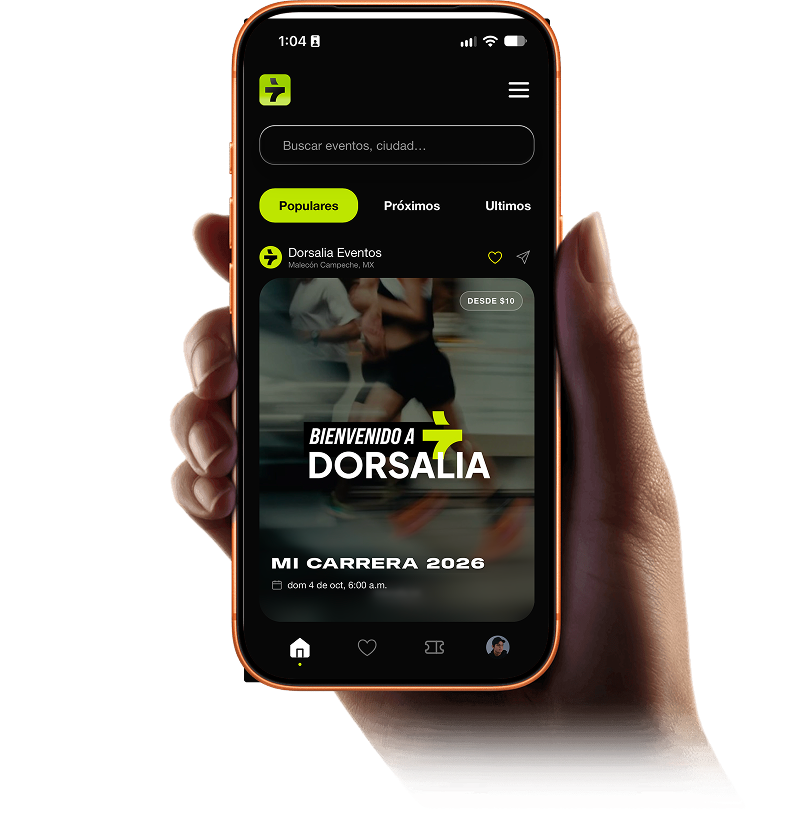 1:04
Buscar eventos, ciudad...
Populares Próximos Ultimos
Dorsalia Eventos
Malecón Campeche, MX
DESDE $10
BIENVENIDO A
DORSALIA
MI CARRERA 2026
dom 4 de oct, 6:00 a.m.